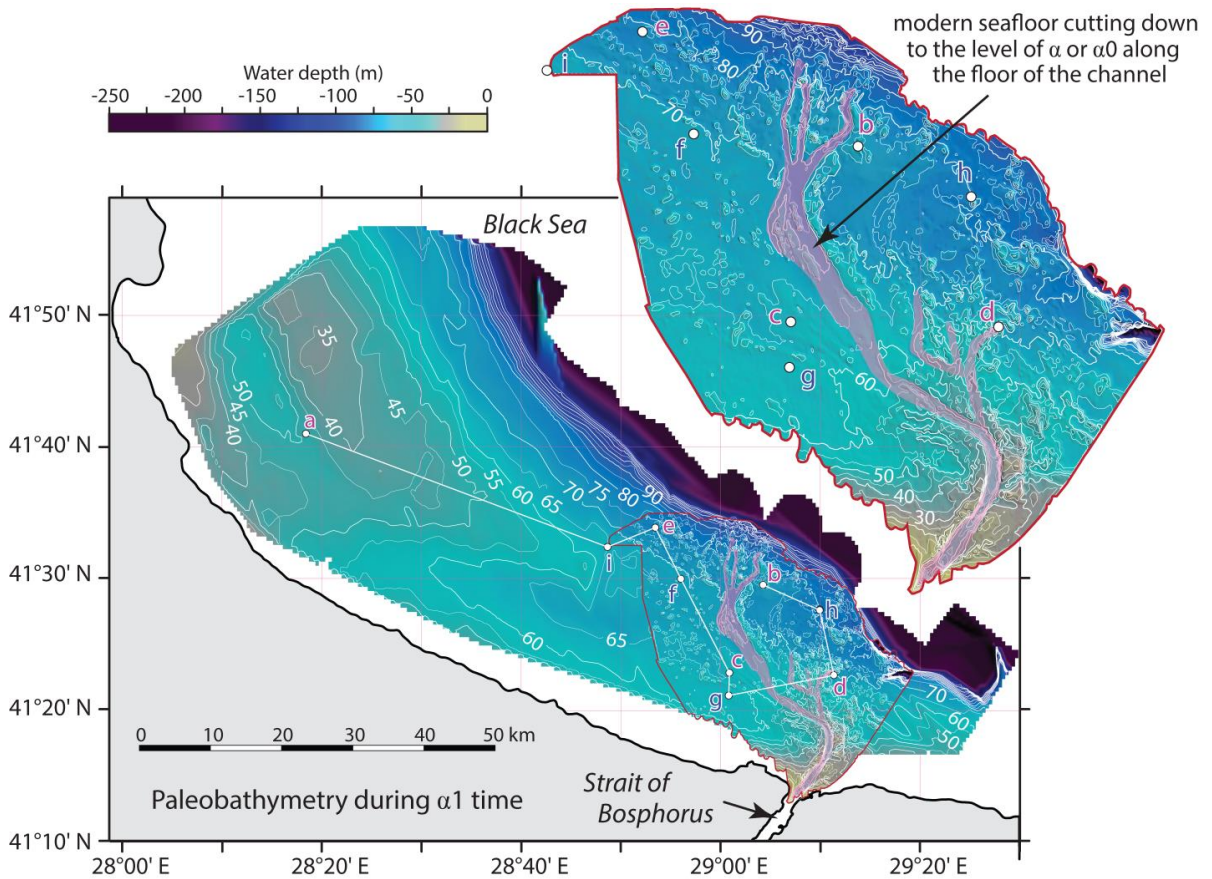 modern seafloor cutting down
to the level of α or α0 along
the floor of the channel
e
90
i
80
Water depth (m)
-250 -200 -150 -100 -50 0
70
b
f
h
Black Sea
41°50' N
35
c
d
50
45
40
45
g
60
a
41°40' N
40
50
55
60
65
70
75
80
90
50
40
30
e
i
41°30' N
b
f
h
60
65
c
d
70
60
50
g
41°20' N
0 10 20 30 40 50 km
Strait of
Bosphorus
Paleobathymetry during α1 time
41°10' N
28°00' E 28°20' E 28°40' E 29°00' E 29°20' E